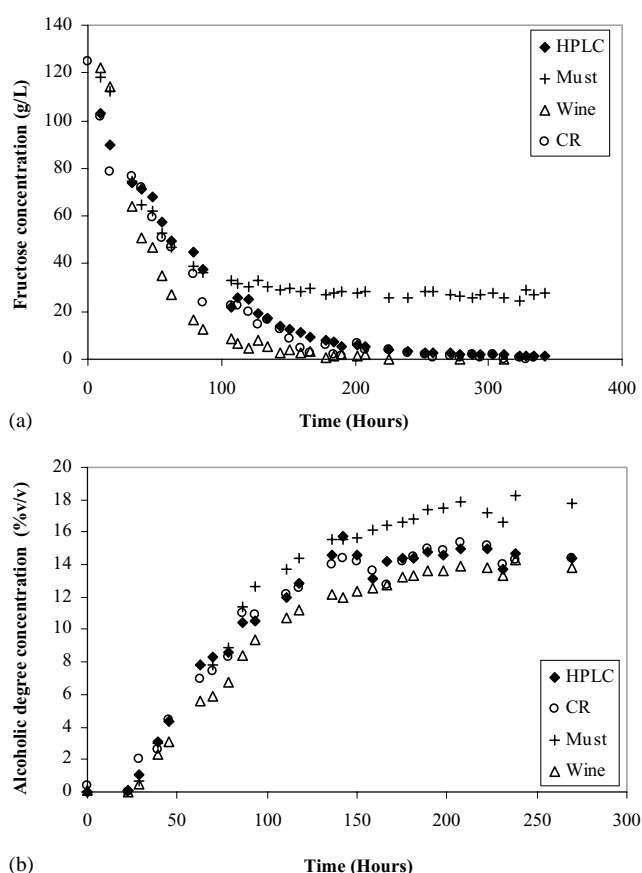 140
120
100
80
60
40
20
0
Fructose concentration (g/L)
HPLC
Must
Wine
CR
0 100 200 300 400
Time (Hours)
(a)
20
18
16
14
12
10
8
6
4
2
0
Alcoholic degree concentration (%v/v)
HPLC
CR
Must
Wine
0 50 100 150 200 250 300
Time (Hours)
(b)